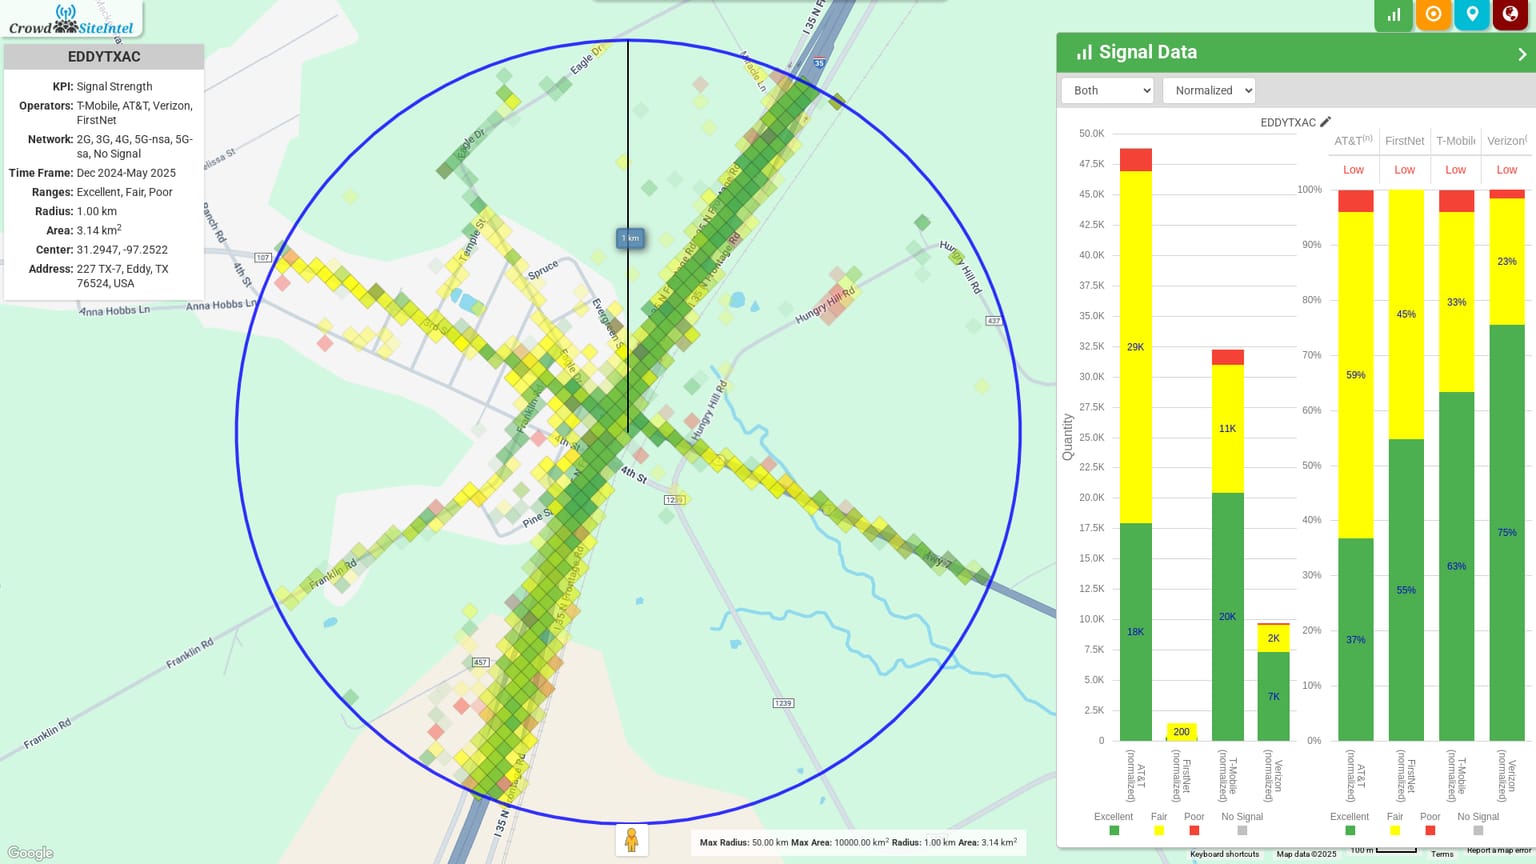 Crowd SiteIntel
EDDYTXAC
KPI: Signal Strength
Operators: T-Mobile, AT&T, Verizon,
FirstNet
Network: 2G, 3G, 4G, 5G-nsa, 5G-
sa, No Signal
Time Frame: Dec 2024-May 2025
Ranges: Excellent, Fair, Poor
Radius: 1.00 km
Area: 3.14 km²
Center: 31.2947, -97.2522
Address: 227 TX-7, Eddy, TX
76524, USA
Eagle Dr
I 35 N
35
Eagle Dr
Ranch Rd
107
4th St
Anna Hobbs Ln
Anna Hobbs Ln
Temple St
Spruce
Evergreen S
3rd St
Eagle Dr
Franklin Rd
4th St
4th St
1 km
I 35 N Frontage Rd
I 35 N Frontage Rd
Hungry Hill Rd
Hungry Hill Rd
Hungry Hill Rd
437
1239
Pine S
Hwy 7
Franklin Rd
Franklin Rd
Franklin Rd
I 35 N Frontage Rd
457
1239
I 35 N
Google
Max Radius: 50.00 km Max Area: 10000.00 km² Radius: 1.00 km Area: 3.14 km²
Signal Data
Both
Normalized
EDDYTXAC
Quantity
50.0K
47.5K
45.0K
42.5K
40.0K
37.5K
35.0K
32.5K
30.0K
27.5K
25.0K
22.5K
20.0K
17.5K
15.0K
12.5K
10.0K
7.5K
5.0K
2.5K
0
29K
18K
200
11K
20K
2K
7K
AT&T (normalized)
FirstNet (normalized)
T-Mobile (normalized)
Verizon (normalized)
Excellent Fair Poor No Signal
AT&T(n) FirstNet T-Mobile Verizon(
Low Low Low Low
100%
90%
80%
70%
60%
50%
40%
30%
20%
10%
0%
59%
37%
45%
55%
33%
63%
23%
75%
AT&T (normalized)
FirstNet (normalized)
T-Mobile (normalized)
Verizon (normalized)
Excellent Fair Poor No Signal
Keyboard shortcuts Map data ©2025 100 m Terms Report a map error